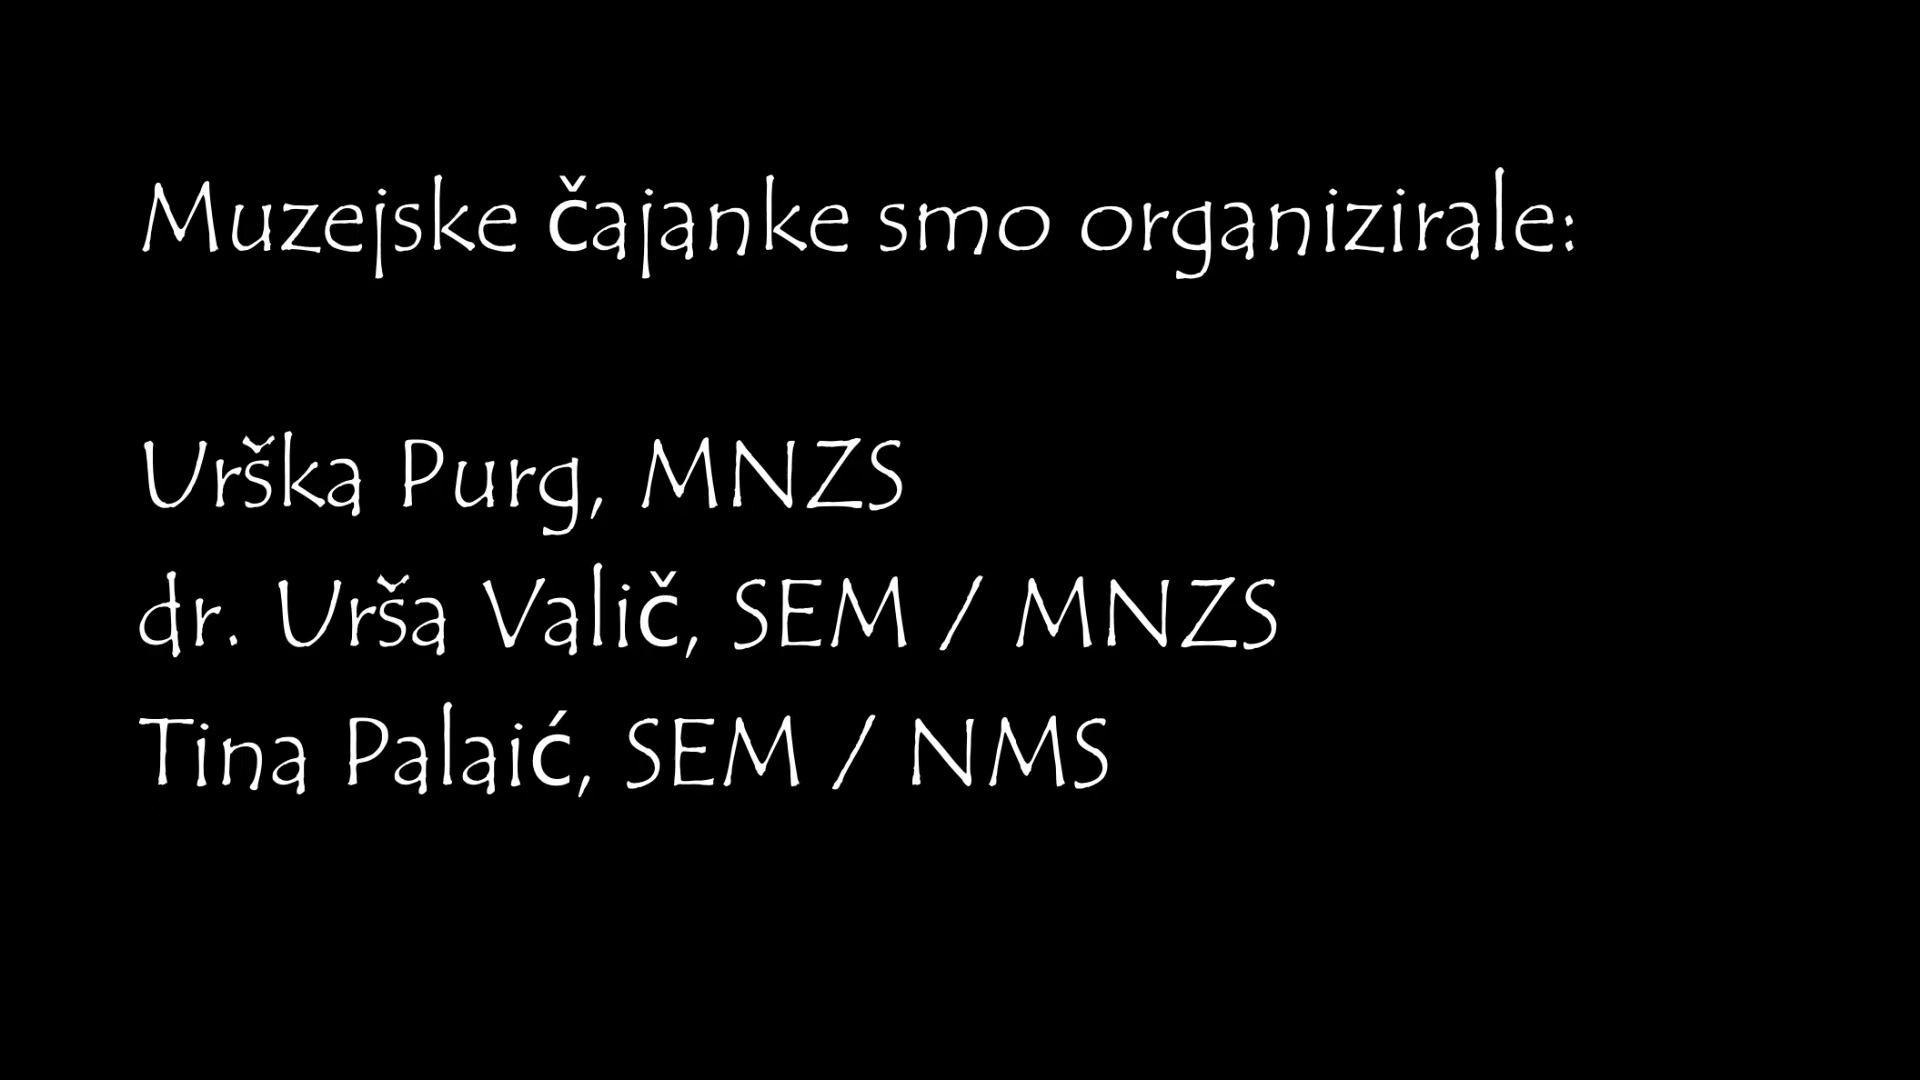 Muzejske čajanke smo organizirale:
Urška Purg, MNZS
dr. Urša Valič, SEM / MNZS
Tina Palaić, SEM / NMS